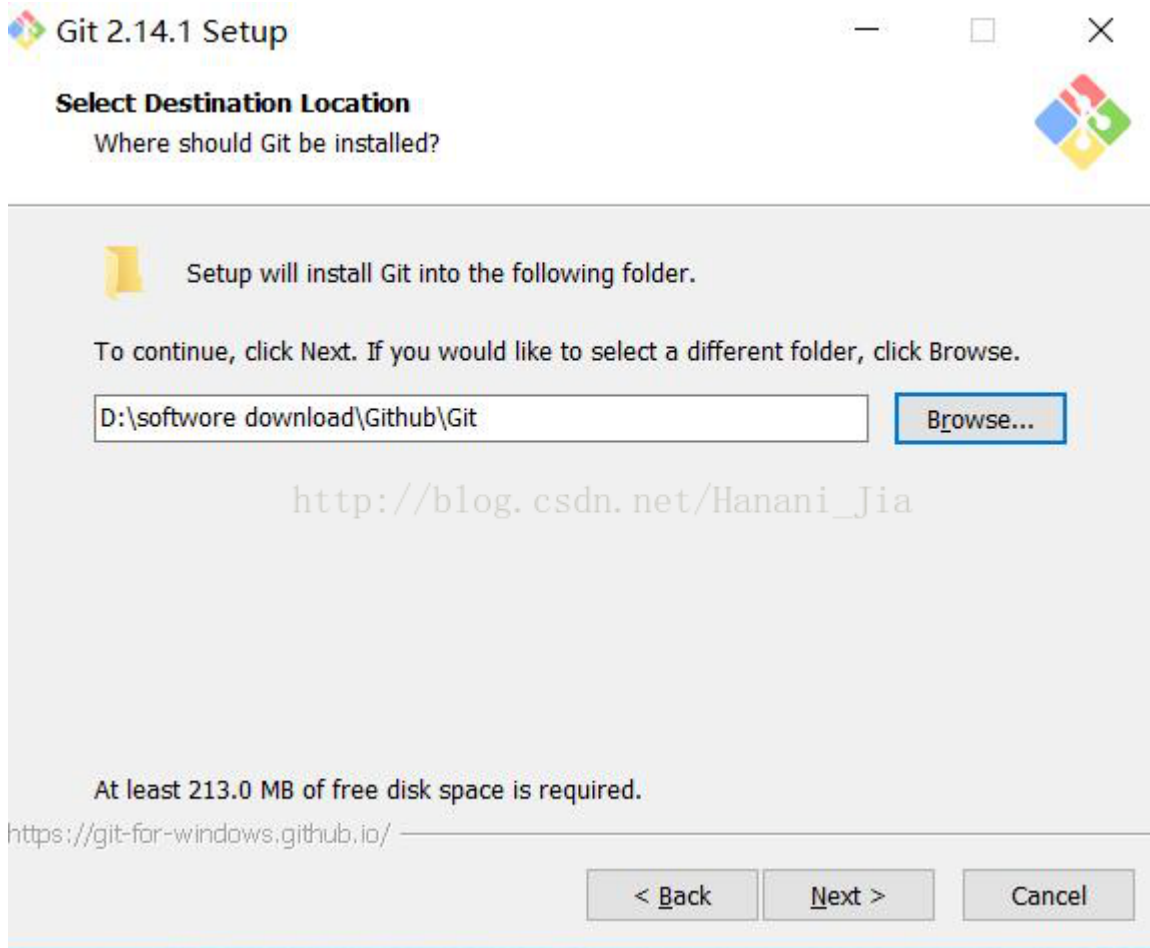 Git 2.14.1 Setup
Select Destination Location
Where should Git be installed?
Setup will install Git into the following folder.
To continue, click Next. If you would like to select a different folder, click Browse.
D:\softwore download\Github\Git
Browse...
http://blog.csdn.net/Hanani_Jia
At least 213.0 MB of free disk space is required.
https://git-for-windows.github.io/
< Back
Next >
Cancel